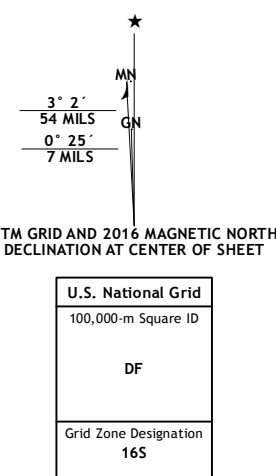 MN
3° 2´
54 MILS
GN
0° 25´
7 MILS
TM GRID AND 2016 MAGNETIC NORTH
DECLINATION AT CENTER OF SHEET
U.S. National Grid
100,000-m Square ID
DF
Grid Zone Designation
16S